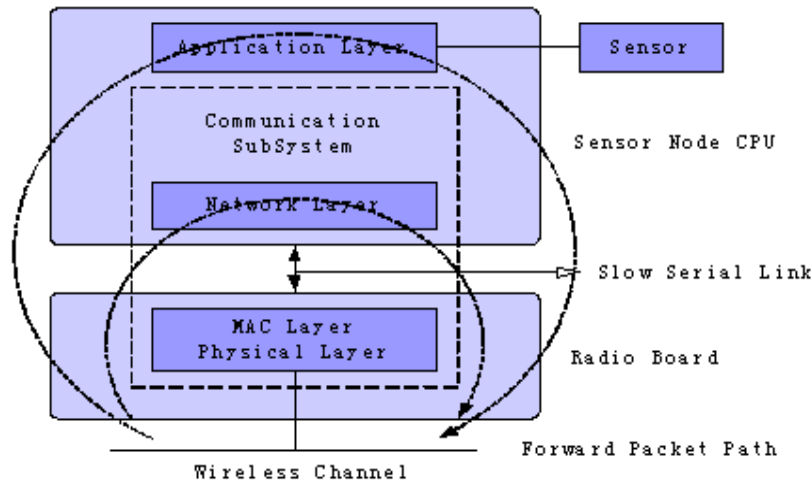 Application Layer
Sensor
Communication
SubSystem
Sensor Node CPU
Network Layer
Slow Serial Link
MAC Layer
Physical Layer
Radio Board
Forward Packet Path
Wireless Channel